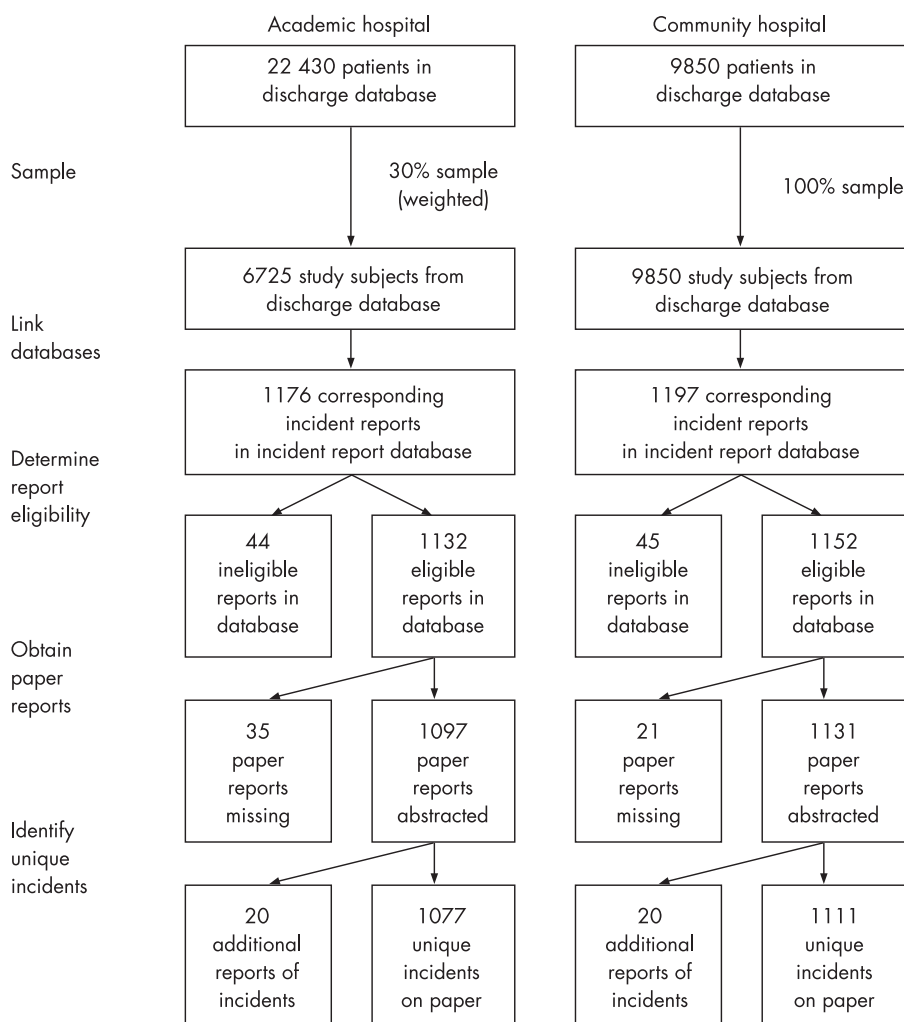 Academic hospital
Community hospital
22 430 patients in
discharge database
9850 patients in
discharge database
Sample
30% sample
(weighted)
100% sample
6725 study subjects from
discharge database
9850 study subjects from
discharge database
Link
databases
1176 corresponding
incident reports
in incident report database
1197 corresponding
incident reports
in incident report database
Determine
report
eligibility
44
ineligible
reports in
database
1132
eligible
reports in
database
45
ineligible
reports in
database
1152
eligible
reports in
database
Obtain
paper
reports
35
paper
reports
missing
1097
paper
reports
abstracted
21
paper
reports
missing
1131
paper
reports
abstracted
Identify
unique
incidents
20
additional
reports of
incidents
1077
unique
incidents
on paper
20
additional
reports of
incidents
1111
unique
incidents
on paper